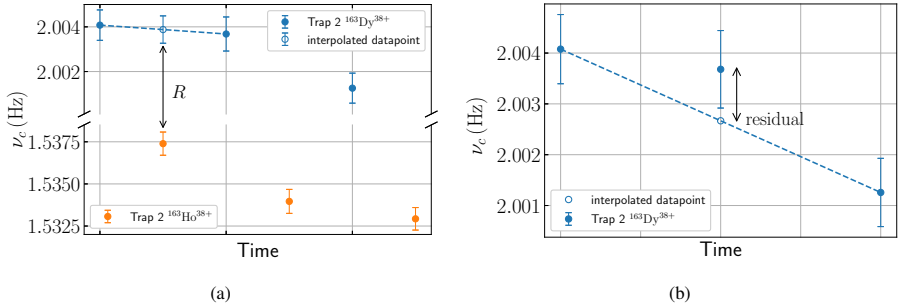 (a)
2.004
2.002
ν_c (Hz)
1.5375
1.5350
1.5325
Trap 2 ¹⁶³Dy³⁸⁺
interpolated datapoint
R
Trap 2 ¹⁶³Ho³⁸⁺
Time
(a)
(b)
2.004
2.003
2.002
2.001
ν_c (Hz)
residual
interpolated datapoint
Trap 2 ¹⁶³Dy³⁸⁺
Time
(b)